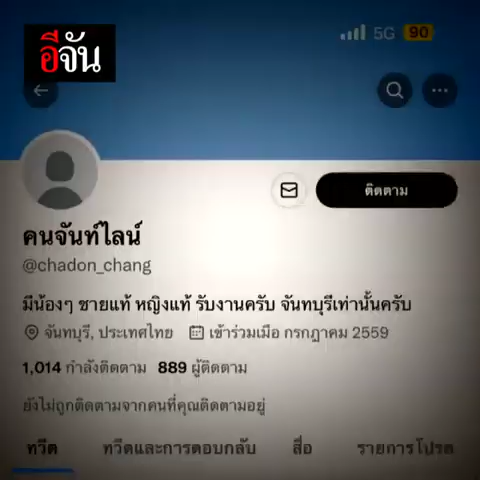 5G 90
อีจัน
ติดตาม
คนจันท์ไลน์
@chadon_chang
มีน้องๆ ชายแท้ หญิงแท้ รับงานครับ จันทบุรีเท่านั้นครับ
จันทบุรี, ประเทศไทย เข้าร่วมเมื่อ กรกฎาคม 2559
1,014 กำลังติดตาม 889 ผู้ติดตาม
ยังไม่ถูกติดตามจากคนที่คุณติดตามอยู่
ทวีต ทวีตและการตอบกลับ สื่อ รายการโปรด